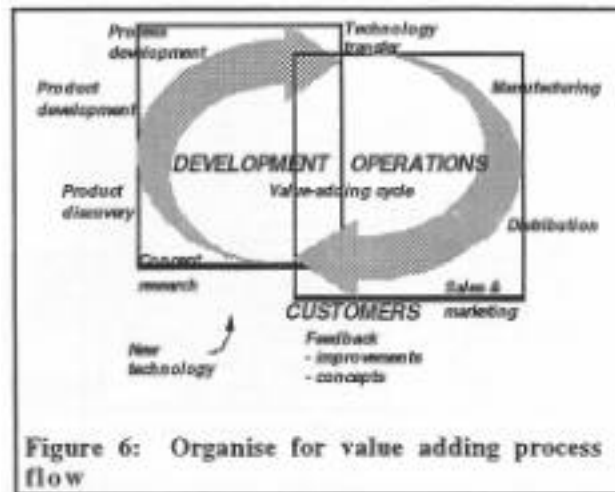 Process
development
Technology
transfer
Product
development
Manufacturing
DEVELOPMENT OPERATIONS
Value-adding cycle
Product
discovery
Distribution
Concept
research
Sales &
marketing
CUSTOMERS
Feedback
- improvements
- concepts
New
technology
Figure 6: Organise for value adding process
flow